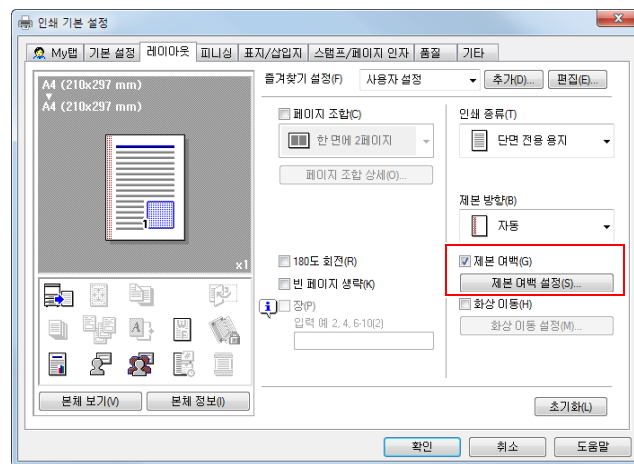 인쇄 기본 설정
My탭 기본 설정 레이아웃 피니싱 표지/삽입지 스탬프/페이지 인자 품질 기타
A4 (210x297 mm)
A4 (210x297 mm)
1
x1
본체 보기(V) 본체 정보(I)
즐겨찾기 설정(F) 사용자 설정 추가(D)... 편집(E)...
페이지 조합(C)
한 면에 2페이지
페이지 조합 상세(O)...
180도 회전(R)
빈 페이지 생략(K)
장(P)
입력 예 2, 4, 6-10(2)
인쇄 종류(T)
단면 전용 용지
제본 방향(B)
자동
제본 여백(G)
제본 여백 설정(S)...
화상 이동(H)
화상 이동 설정(M)...
초기화(L)
확인 취소 도움말